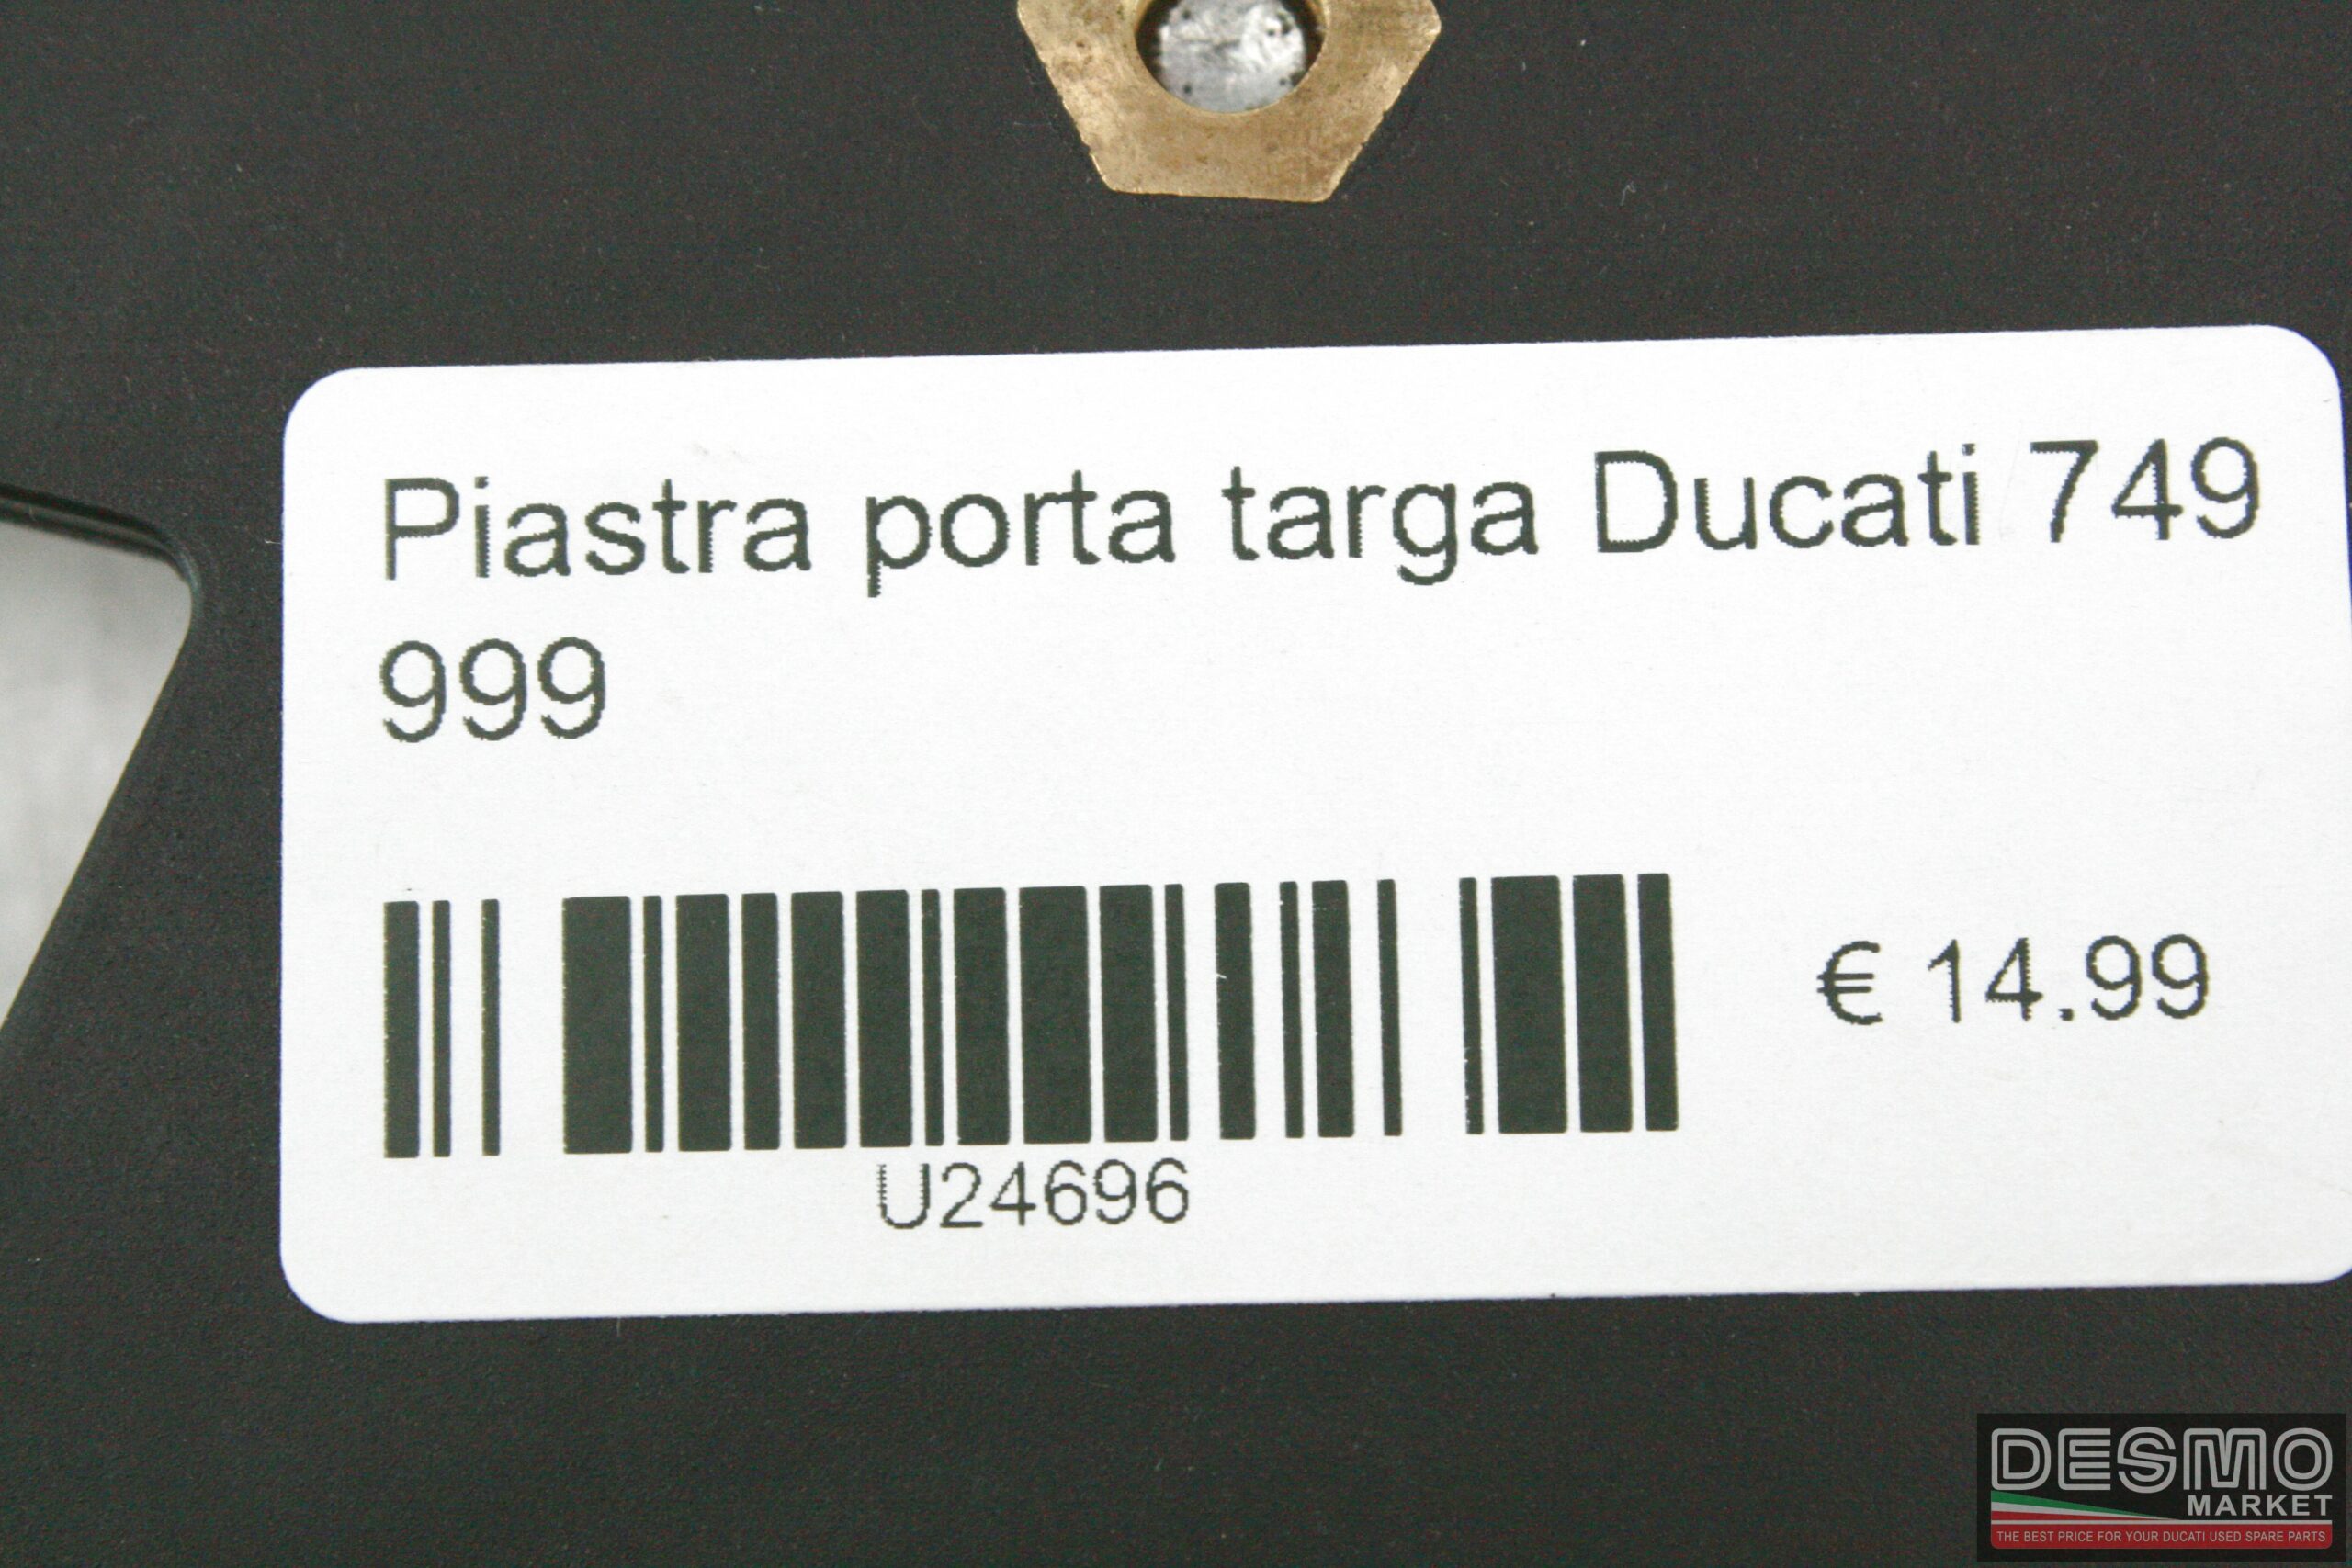 Piastra porta targa Ducati 749
999
€ 14.99
U24696
DESMO
MARKET
THE BEST PRICE FOR YOUR DUCATI USED SPARE PARTS